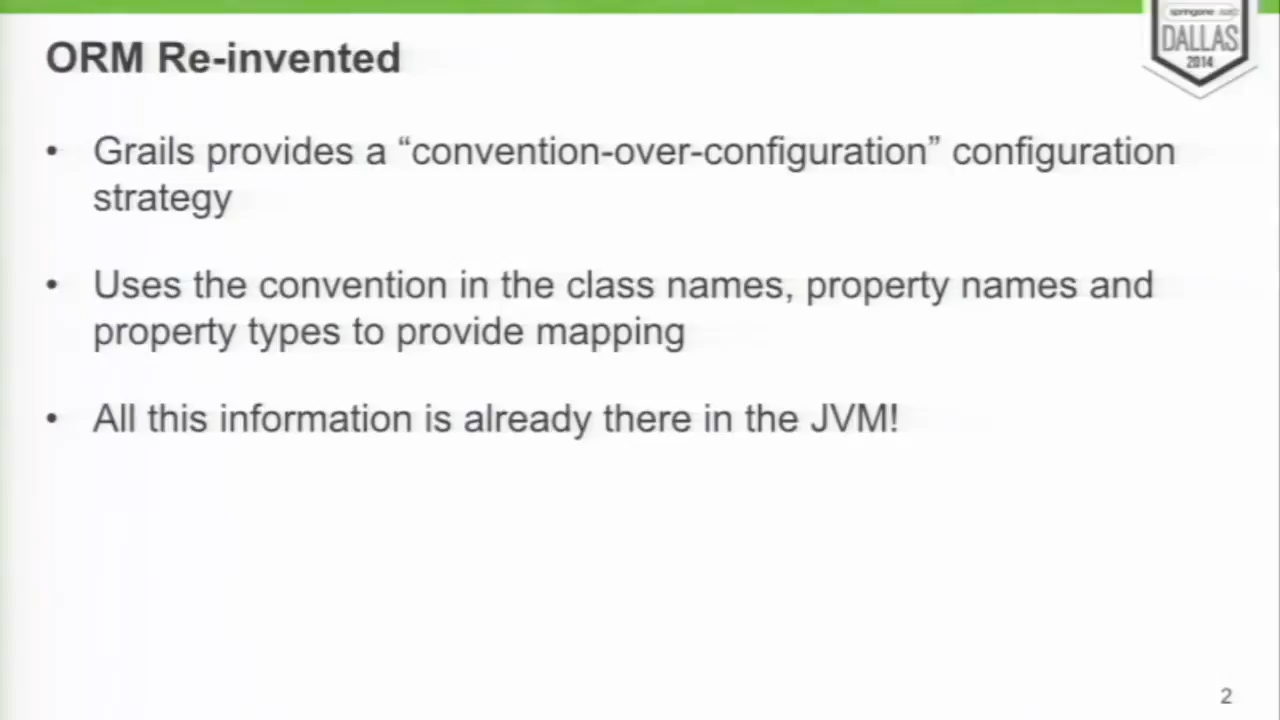 ORM Re-invented
springone
DALLAS
2014
• Grails provides a “convention-over-configuration” configuration
strategy
• Uses the convention in the class names, property names and
property types to provide mapping
• All this information is already there in the JVM!
2